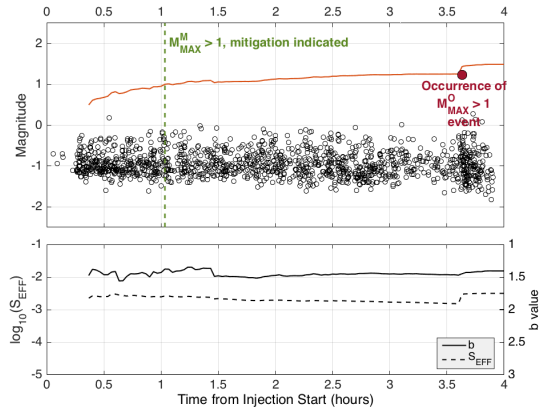 0 0.5 1 1.5 2 2.5 3 3.5 4
2
1
0
-1
-2
Magnitude
M^M_MAX > 1, mitigation indicated
Occurrence of
M^O_MAX > 1
event
-1
-2
-3
-4
-5
log10(S_EFF)
1
1.5
2
2.5
3
b value
b
S_EFF
0 0.5 1 1.5 2 2.5 3 3.5 4
Time from Injection Start (hours)